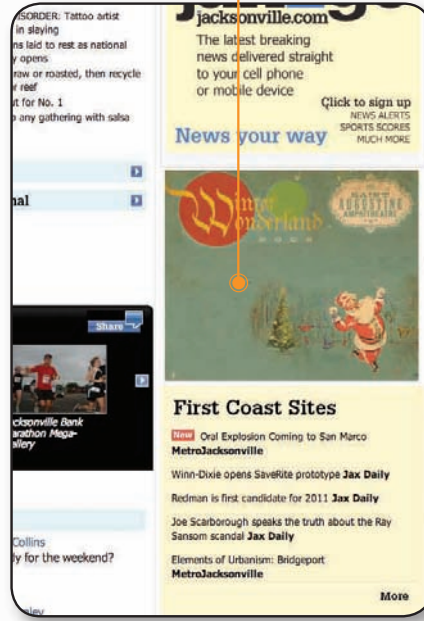 ISORDER: Tattoo artist
in slaying
ns laid to rest as national
y opens
raw or roasted, then recycle
r reef
ut for No. 1
o any gathering with salsa
nal
Share
cksonville Bank
arathon Mega-
allery
Collins
ly for the weekend?
jacksonville.com
The latest breaking
news delivered straight
to your cell phone
or mobile device
Click to sign up
NEWS ALERTS
SPORTS SCORES
MUCH MORE
News your way
Winter
Wonderland
SAINT
AUGUSTINE
AMPHITHEATRE
First Coast Sites
New Oral Explosion Coming to San Marco
MetroJacksonville
Winn-Dixie opens SaveRite prototype Jax Daily
Redman is first candidate for 2011 Jax Daily
Joe Scarborough speaks the truth about the Ray
Sansom scandal Jax Daily
Elements of Urbanism: Bridgeport
MetroJacksonville
More